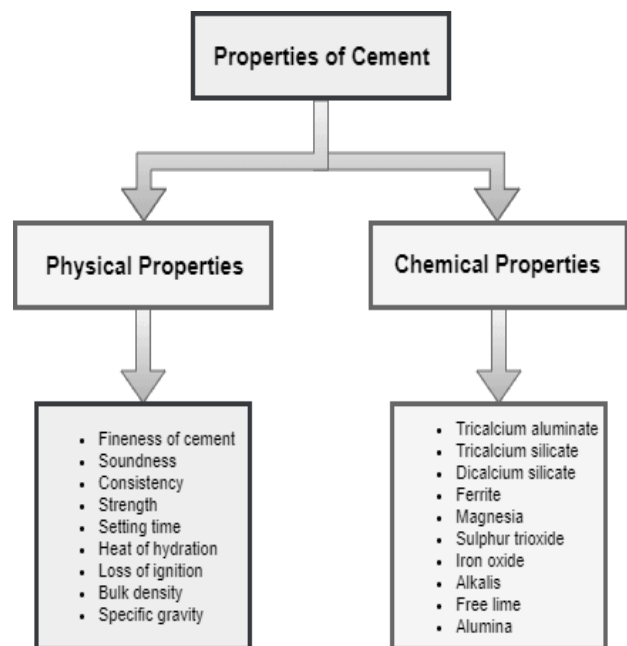 Properties of Cement
Physical Properties
Chemical Properties
• Fineness of cement
• Soundness
• Consistency
• Strength
• Setting time
• Heat of hydration
• Loss of ignition
• Bulk density
• Specific gravity
• Tricalcium aluminate
• Tricalcium silicate
• Dicalcium silicate
• Ferrite
• Magnesia
• Sulphur trioxide
• Iron oxide
• Alkalis
• Free lime
• Alumina